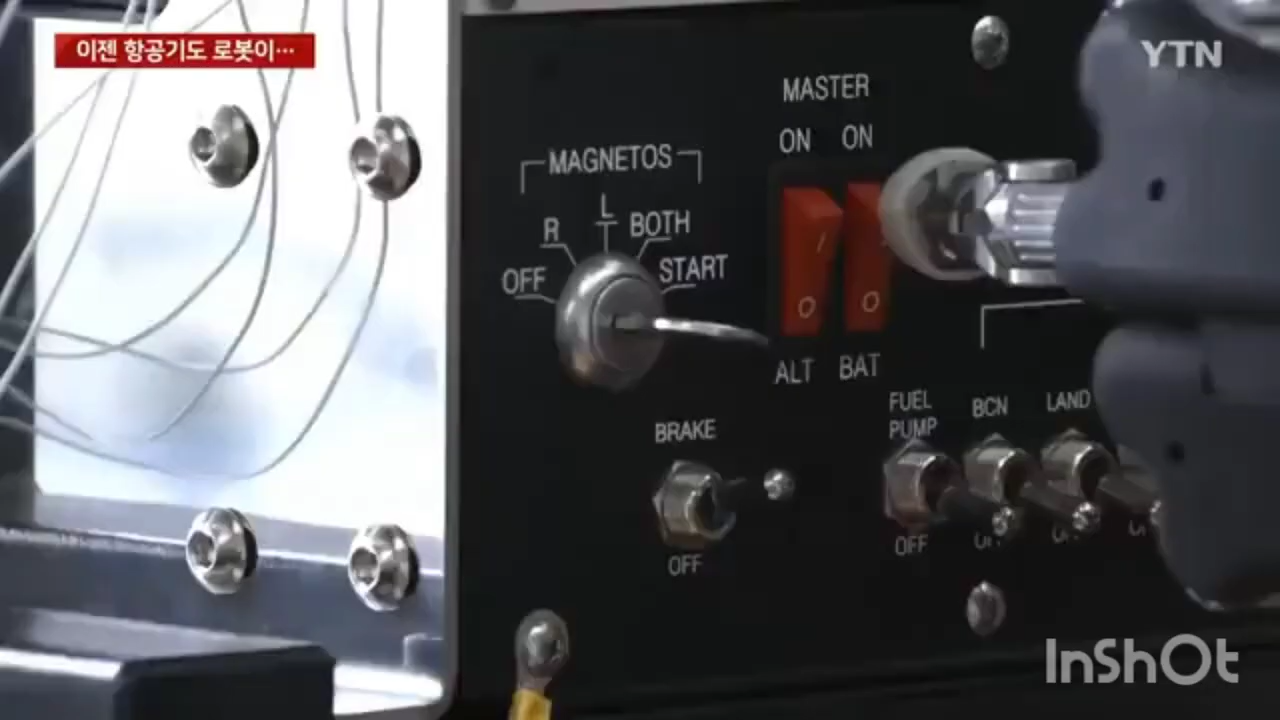 이젠 항공기도 로봇이…
YTN
MASTER
ON ON
MAGNETOS
L
R BOTH
OFF START
ALT BAT
FUEL
PUMP
BCN
LAND
BRAKE
OFF
OFF
InShOt